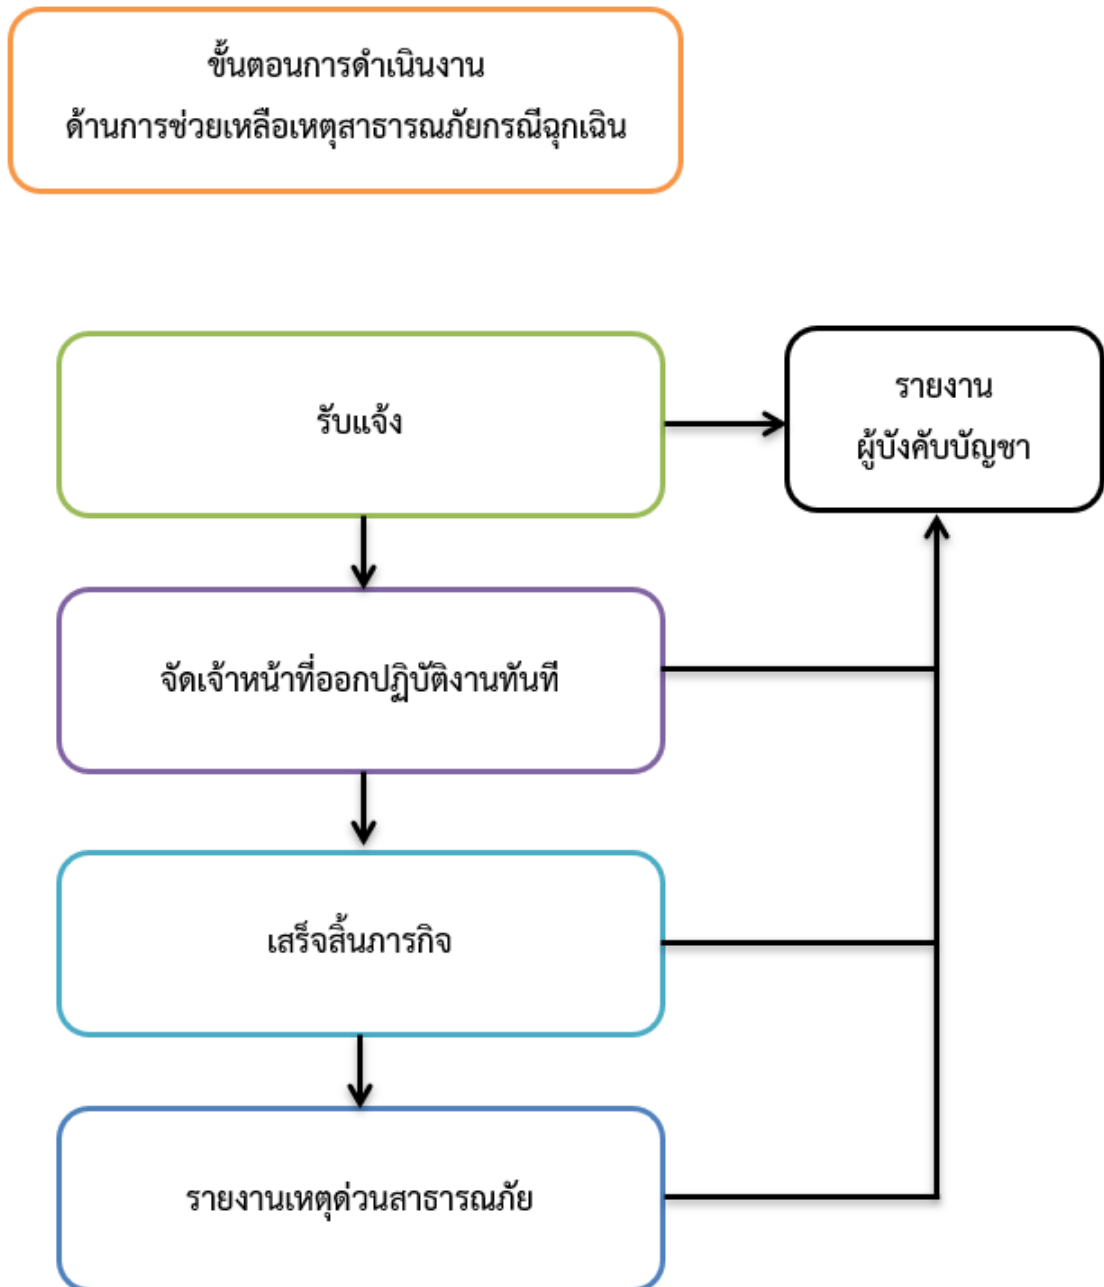 ขั้นตอนการดำเนินงาน
ด้านการช่วยเหลือเหตุสาธารณภัยกรณีฉุกเฉิน
รับแจ้ง
รายงาน
ผู้บังคับบัญชา
จัดเจ้าหน้าที่ออกปฏิบัติงานทันที
เสร็จสิ้นภารกิจ
รายงานเหตุด่วนสาธารณภัย